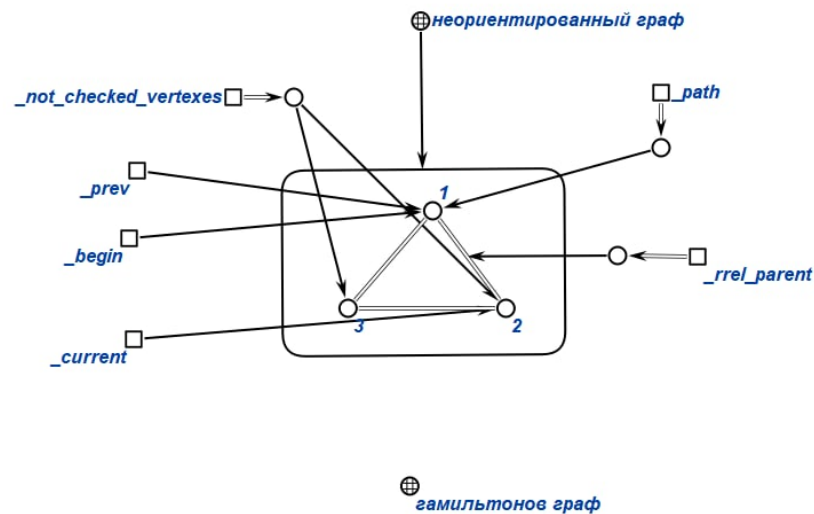 неориентированный граф
_not_checked_vertexes
_path
_prev
1
_begin
_rrel_parent
3
2
_current
гамильтонов граф